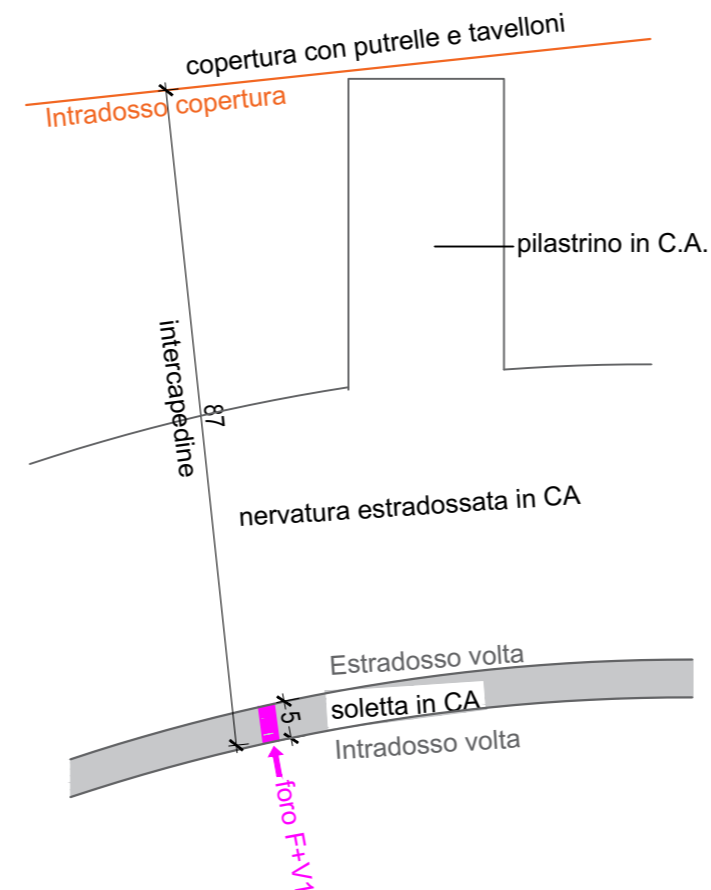 copertura con putrelle e tavelloni
Intradosso copertura
pilastrino in C.A.
intercapedine
87
nervatura estradossata in CA
Estradosso volta
soletta in CA
5
Intradosso volta
foro F+V1